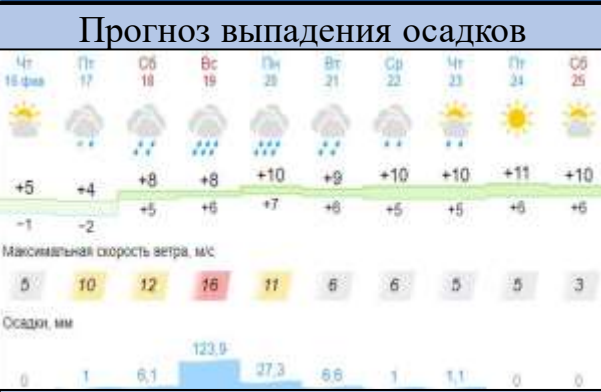 Прогноз выпадения осадков
Чт Пт Сб Вс Пн Вт Ср Чт Пт Сб
16 фев 17 18 19 20 21 22 23 24 25
+5 +4 +8 +8 +10 +9 +10 +10 +11 +10
−1 −2 +5 +6 +7 +6 +5 +5 +6 +6
Максимальная скорость ветра, м/с
5 10 12 16 11 6 6 5 5 3
Осадки, мм
0 1 6,1 123,9 27,3 6,6 1 1,1 0 0